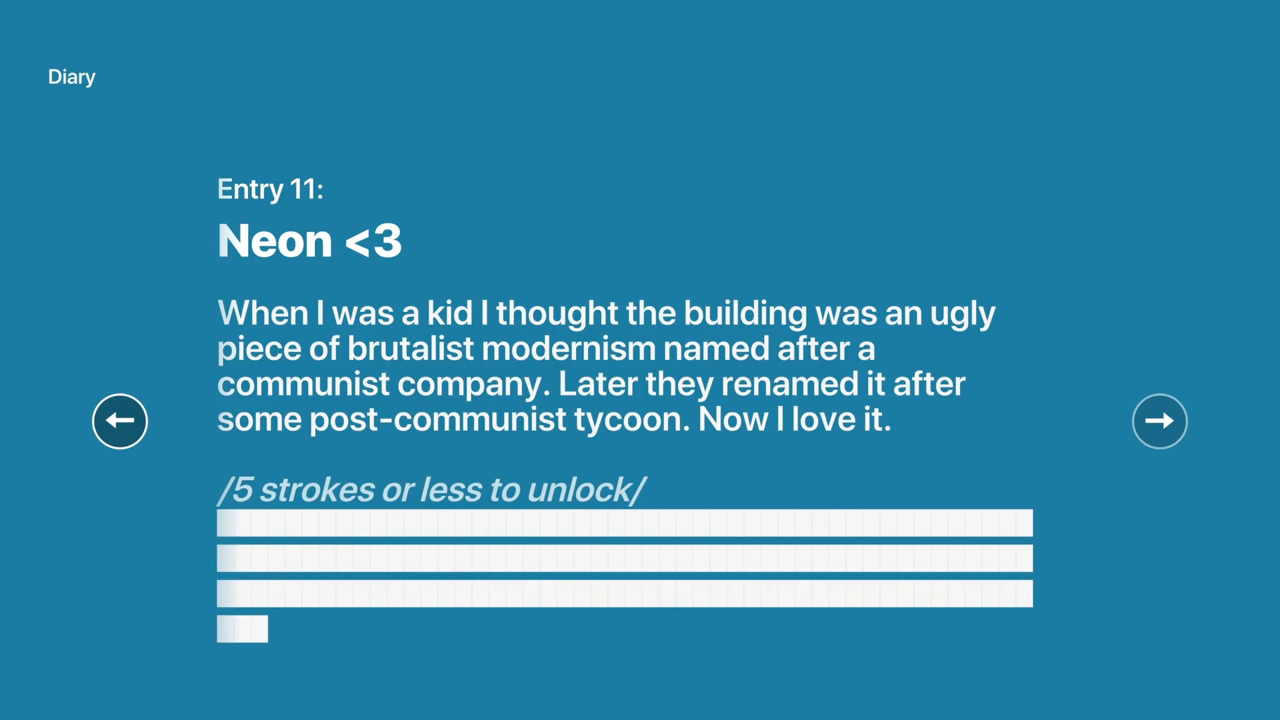 Diary
Entry 11:
Neon <3
When I was a kid I thought the building was an ugly
piece of brutalist modernism named after a
communist company. Later they renamed it after
some post-communist tycoon. Now I love it.
/5 strokes or less to unlock/